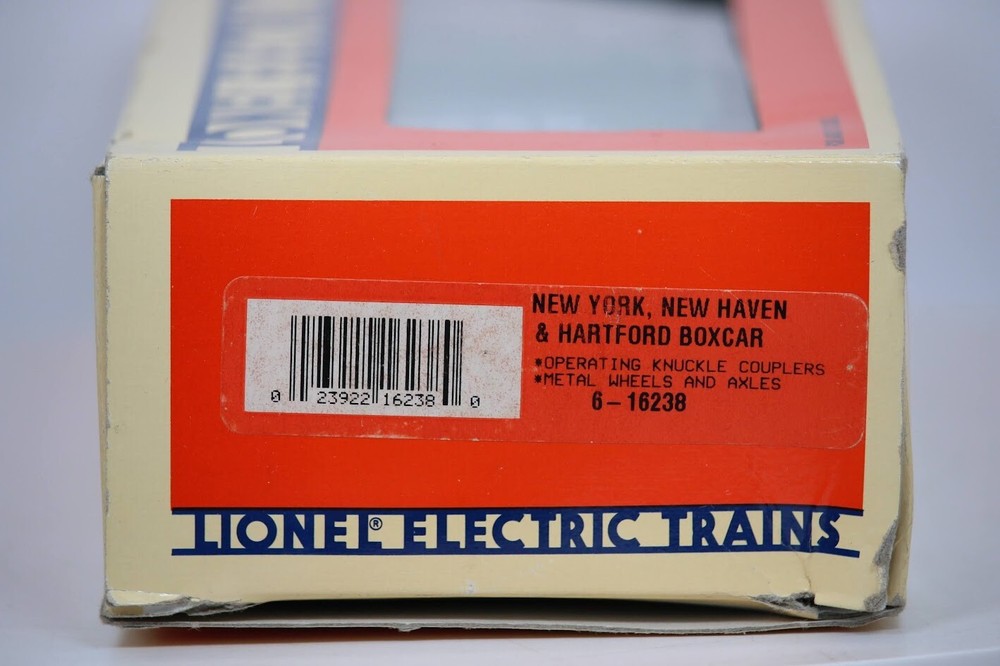 NEW YORK, NEW HAVEN
& HARTFORD BOXCAR
*OPERATING KNUCKLE COUPLERS
*METAL WHEELS AND AXLES
6-16238
0 23922 16238 0
LIONEL® ELECTRIC TRAINS